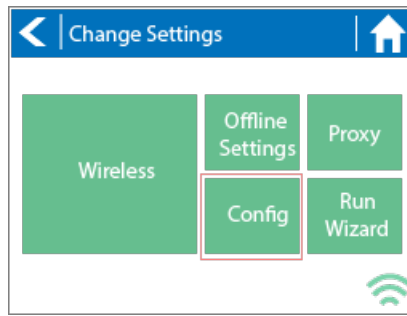 Change Settings
Wireless
Offline
Settings
Proxy
Config
Run
Wizard